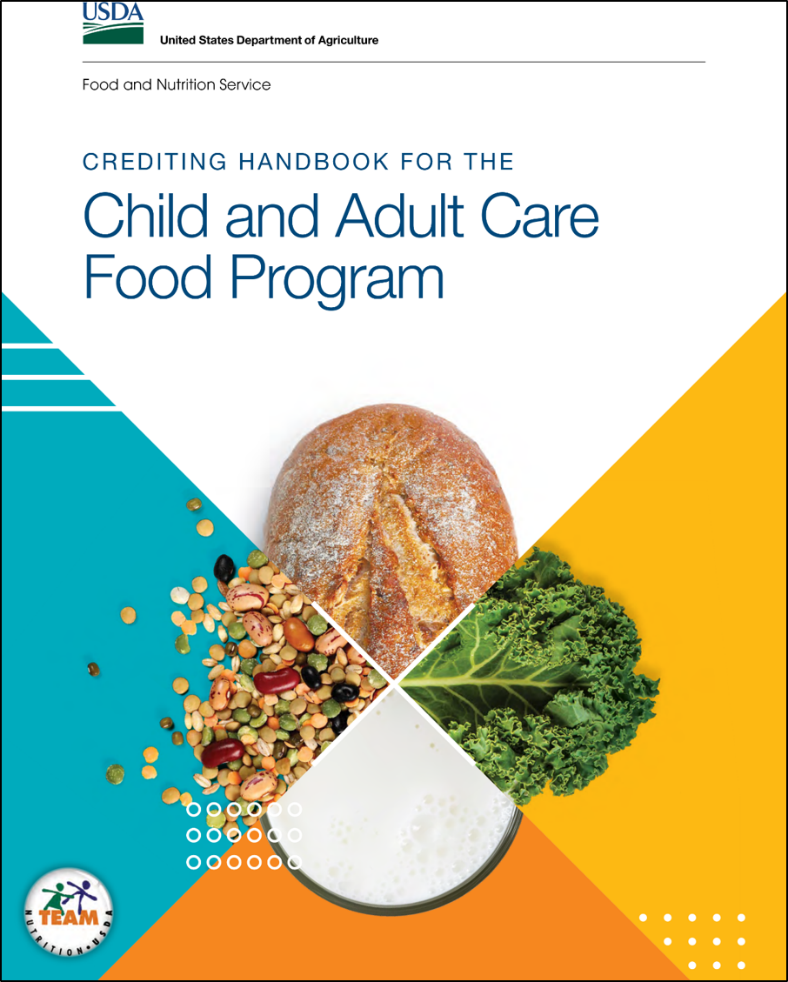 USDA
United States Department of Agriculture
Food and Nutrition Service
CREDITING HANDBOOK FOR THE
Child and Adult Care
Food Program
TEAM
NUTRITION • USDA